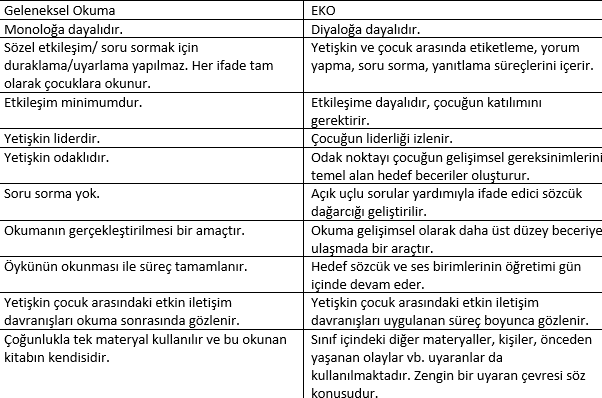 Geleneksel Okuma
EKO
Monoloğa dayalıdır.
Diyaloğa dayalıdır.
Sözel etkileşim/ soru sormak için
duraklama/uyarlama yapılmaz. Her ifade tam
olarak çocuklara okunur.
Yetişkin ve çocuk arasında etiketleme, yorum
yapma, soru sorma, yanıtlama süreçlerini içerir.
Etkileşim minimumdur.
Etkileşime dayalıdır, çocuğun katılımını
gerektirir.
Yetişkin liderdir.
Çocuğun liderliği izlenir.
Yetişkin odaklıdır.
Odak noktayı çocuğun gelişimsel gereksinimlerini
temel alan hedef beceriler oluşturur.
Soru sorma yok.
Açık uçlu sorular yardımıyla ifade edici sözcük
dağarcığı geliştirilir.
Okumanın gerçekleştirilmesi bir amaçtır.
Okuma gelişimsel olarak daha üst düzey beceriye
ulaşmada bir araçtır.
Öykünün okunması ile süreç tamamlanır.
Hedef sözcük ve ses birimlerinin öğretimi gün
içinde devam eder.
Yetişkin çocuk arasındaki etkin iletişim
davranışları okuma sonrasında gözlenir.
Yetişkin çocuk arasındaki etkin iletişim
davranışları uygulanan süreç boyunca gözlenir.
Çoğunlukla tek materyal kullanılır ve bu okunan
kitabın kendisidir.
Sınıf içindeki diğer materyaller, kişiler, önceden
yaşanan olaylar vb. uyaranlar da
kullanılmaktadır. Zengin bir uyaran çevresi söz
konusudur.